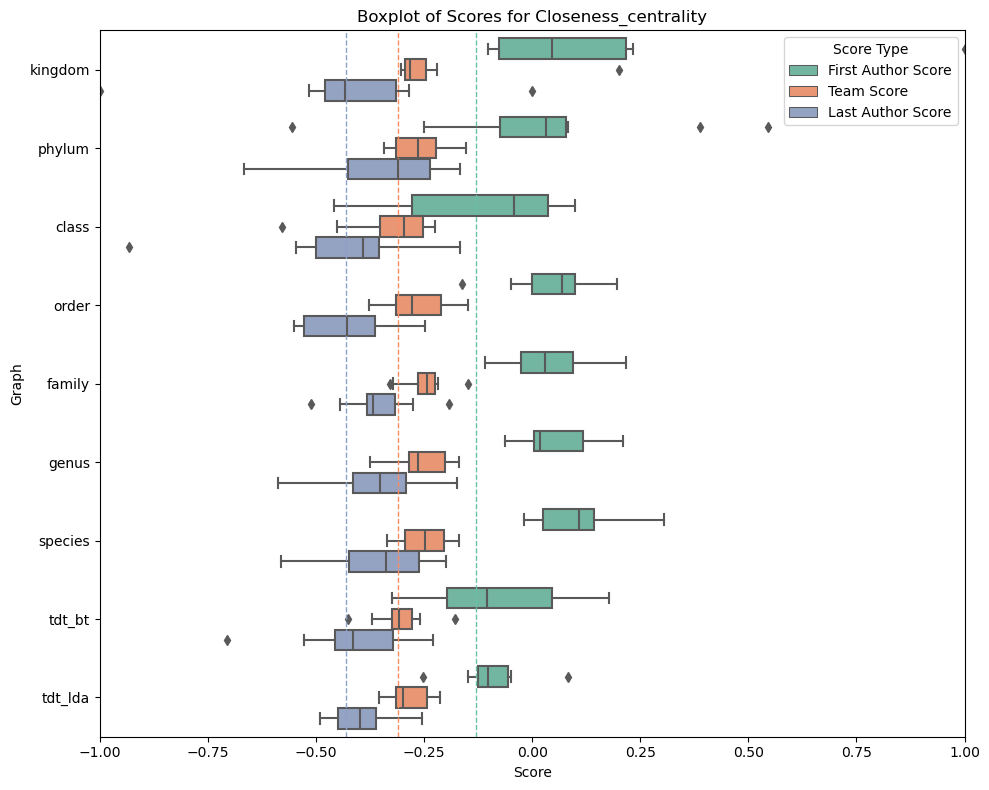 Boxplot of Scores for Closeness_centrality
Score Type
First Author Score
Team Score
Last Author Score
Graph
kingdom
phylum
class
order
family
genus
species
tdt_bt
tdt_lda
−1.00 −0.75 −0.50 −0.25 0.00 0.25 0.50 0.75 1.00
Score